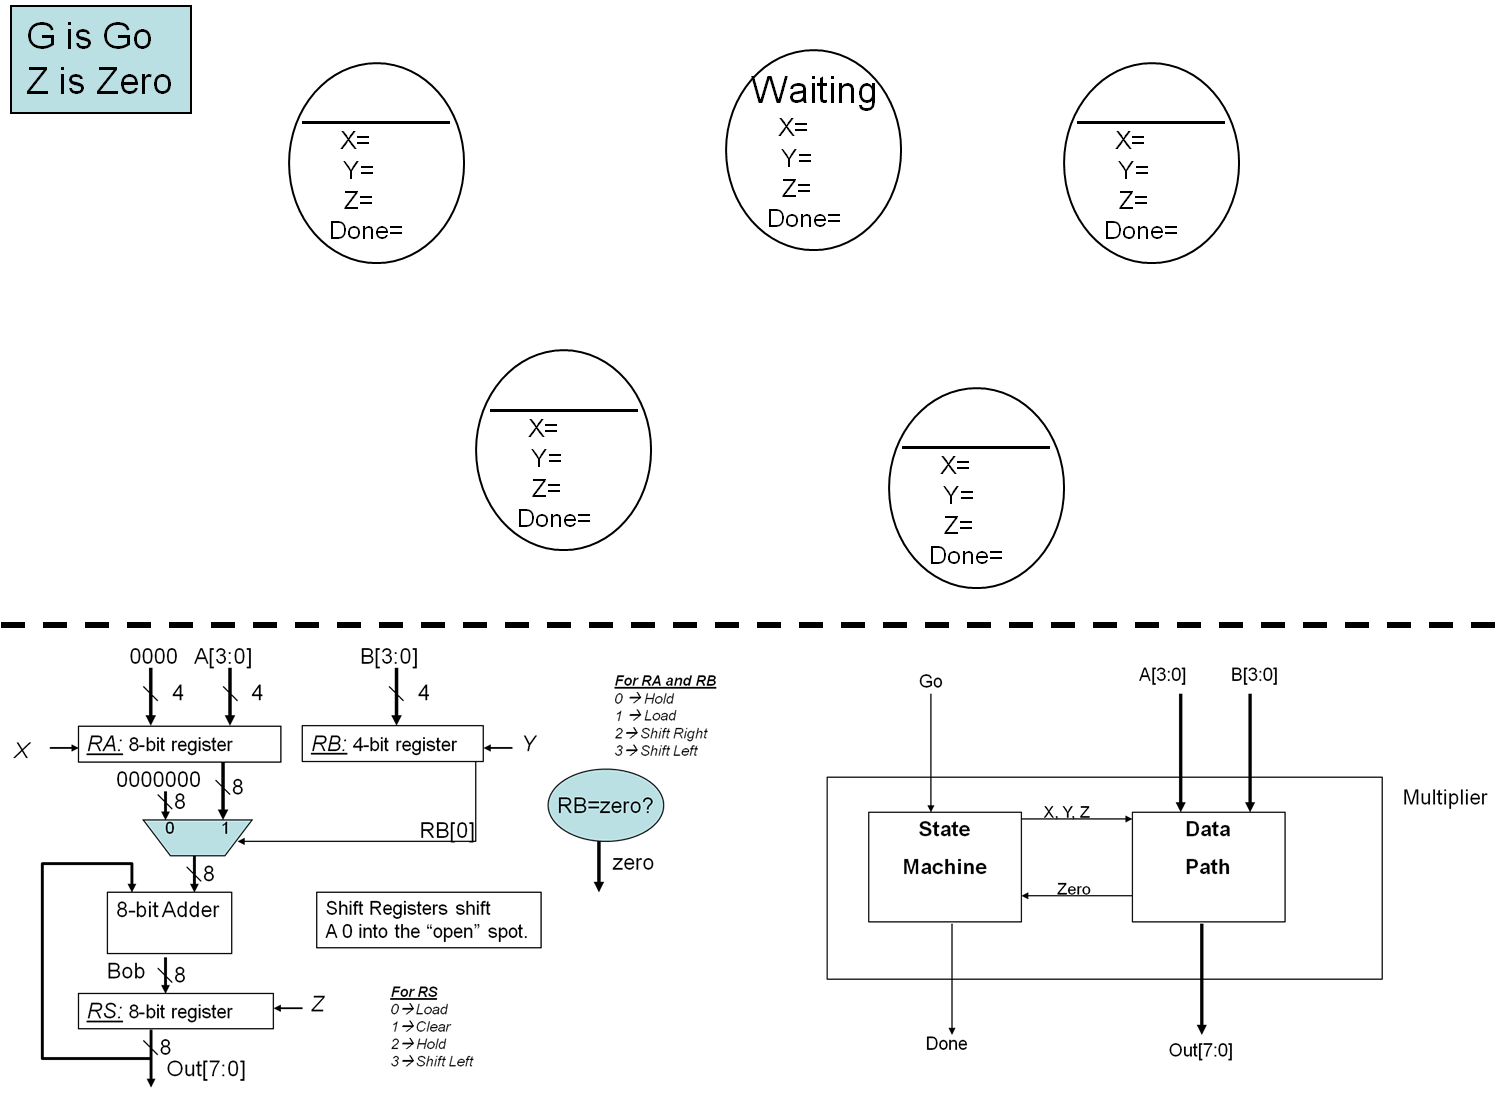 G is Go
Z is Zero
X=
Y=
Z=
Done=
Waiting
X=
Y=
Z=
Done=
X=
Y=
Z=
Done=
X=
Y=
Z=
Done=
X=
Y=
Z=
Done=
0000 A[3:0]
4 4
B[3:0]
4
X
RA: 8-bit register
RB: 4-bit register
Y
0000000
8 8
0 1
RB[0]
8
8-bit Adder
Bob 8
RS: 8-bit register
Z
8
Out[7:0]
For RA and RB
0→Hold
1→Load
2→Shift Right
3→Shift Left
RB=zero?
zero
Shift Registers shift
A 0 into the “open” spot.
For RS
0→Load
1→Clear
2→Hold
3→Shift Left
Go
A[3:0] B[3:0]
Multiplier
State
Machine
X, Y, Z
Zero
Data
Path
Done
Out[7:0]